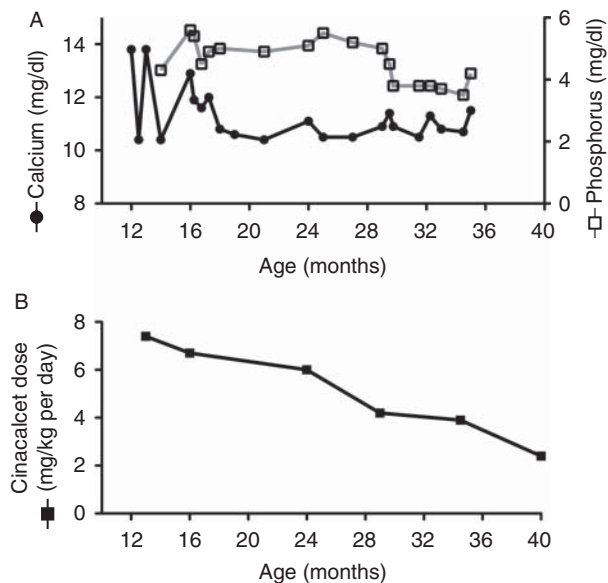 A
Calcium (mg/dl)
14
12
10
8
6
4
2
0
Phosphorus (mg/dl)
12 16 20 24 28 32 36 40
Age (months)
B
Cinacalcet dose
(mg/kg per day)
8
6
4
2
0
12 16 20 24 28 32 36 40
Age (months)